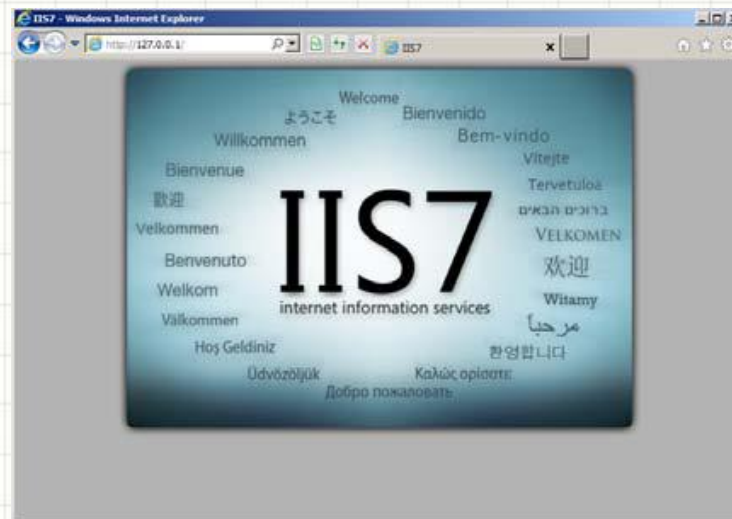 IIS7 - Windows Internet Explorer
http://127.0.0.1/
IIS7
Welcome
ようこそ
Bienvenido
Willkommen
Bem-vindo
Bienvenue
Vítejte
歓迎
Tervetuloa
ברוכים הבאים
Velkommen
VELKOMEN
Benvenuto
欢迎
IIS7
Welkom
Witamy
internet information services
Välkommen
مرحباً
Hoş Geldiniz
환영합니다
Üdvözöljük
Καλώς ορίσατε
Добро пожаловать